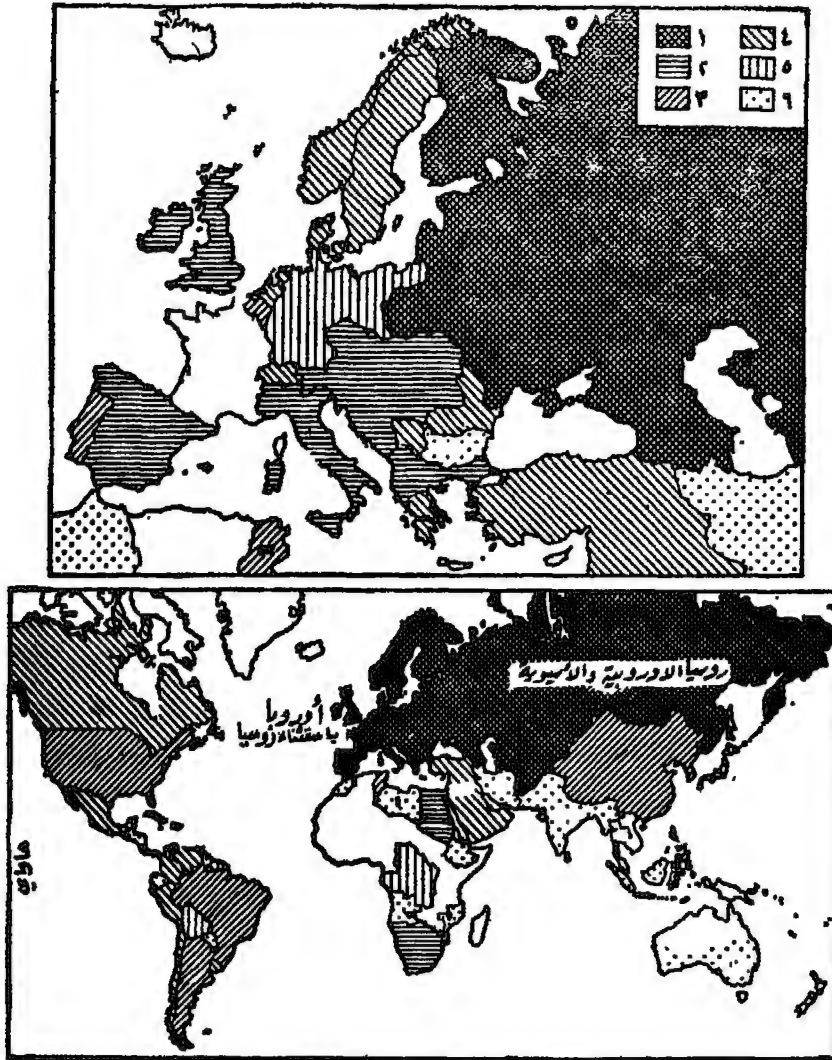 ١ ٤
٢ ٥
٣ ٦
روسيا الاوروبية والآسيوية
أوروبا
باستثناء روسيا
هاواي